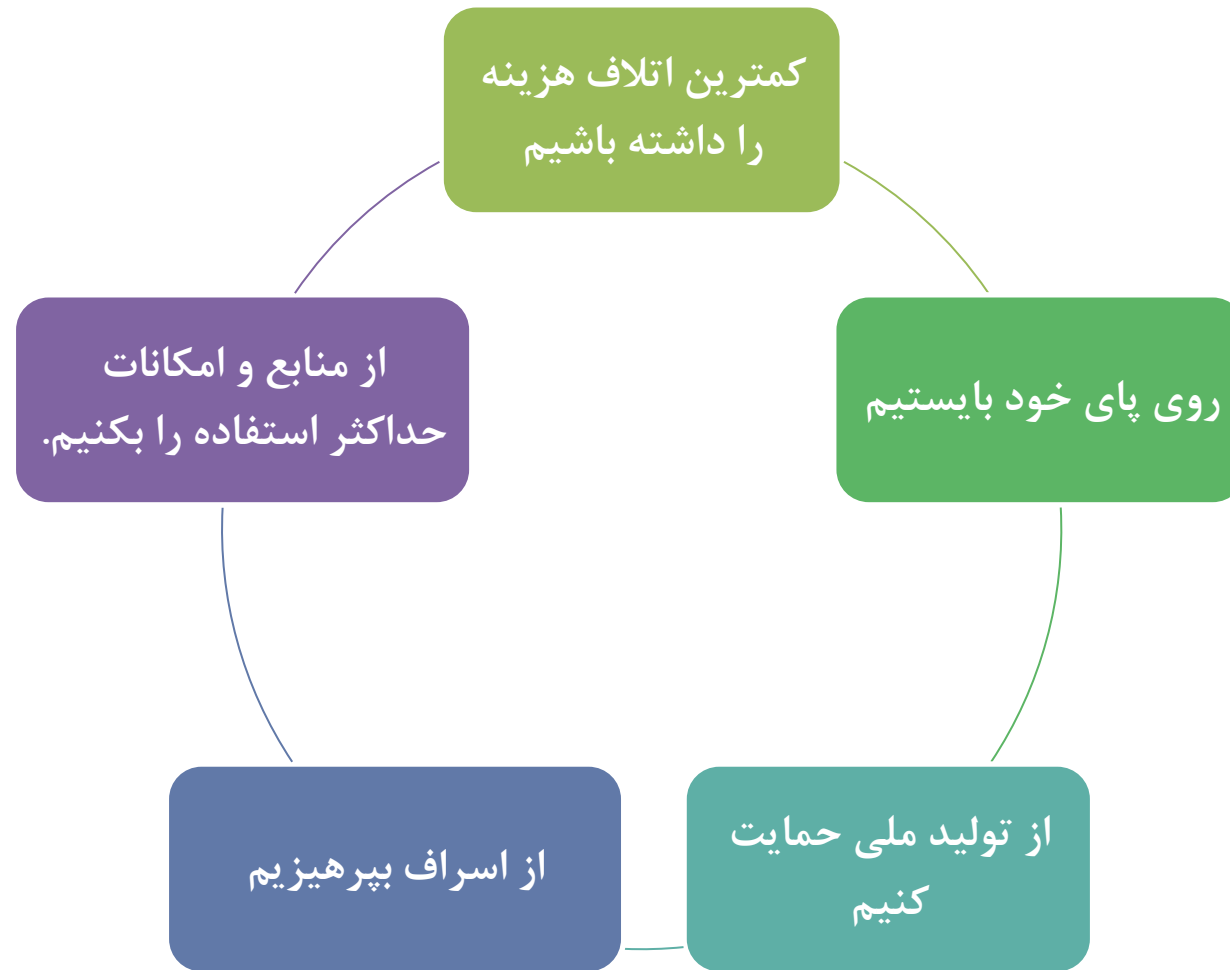 کمترین اتلاف هزینه
را داشته باشیم
روی پای خود بایستیم
از تولید ملی حمایت
کنیم
از اسراف بپرهیزیم
از منابع و امکانات
حداکثر استفاده را بکنیم.